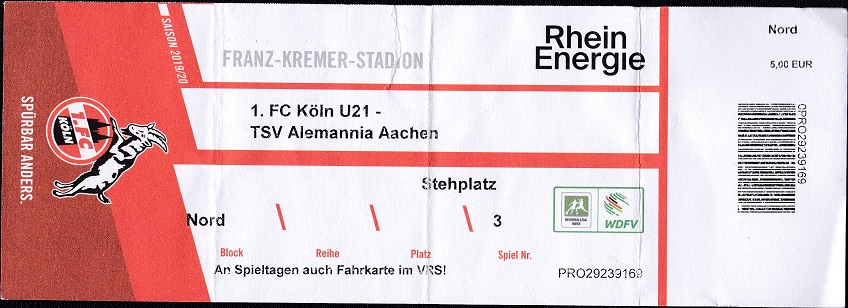 SPÜRBAR ANDERS.
1.FC
KÖLN
SAISON 2019/20
FRANZ-KREMER-STADION
Rhein
Energie
1. FC Köln U21 -
TSV Alemannia Aachen
Stehplatz
Nord \ \ \ 3
Block Reihe Platz Spiel Nr.
An Spieltagen auch Fahrkarte im VRS!
REGIONALLIGA
WEST
WDFV
PRO29239169
Nord
5,00 EUR
0PRO29239169